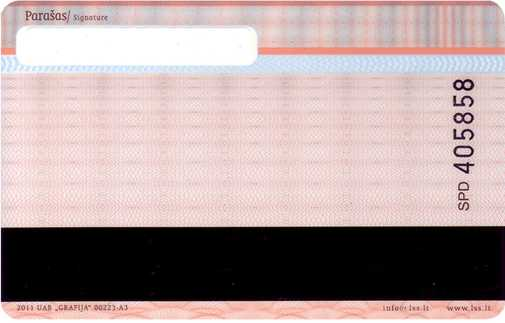 Parašas/ Signature
SPD 405858
2011 UAB „GRAFIJA" 00223-A3
info@lss.lt www.lss.lt